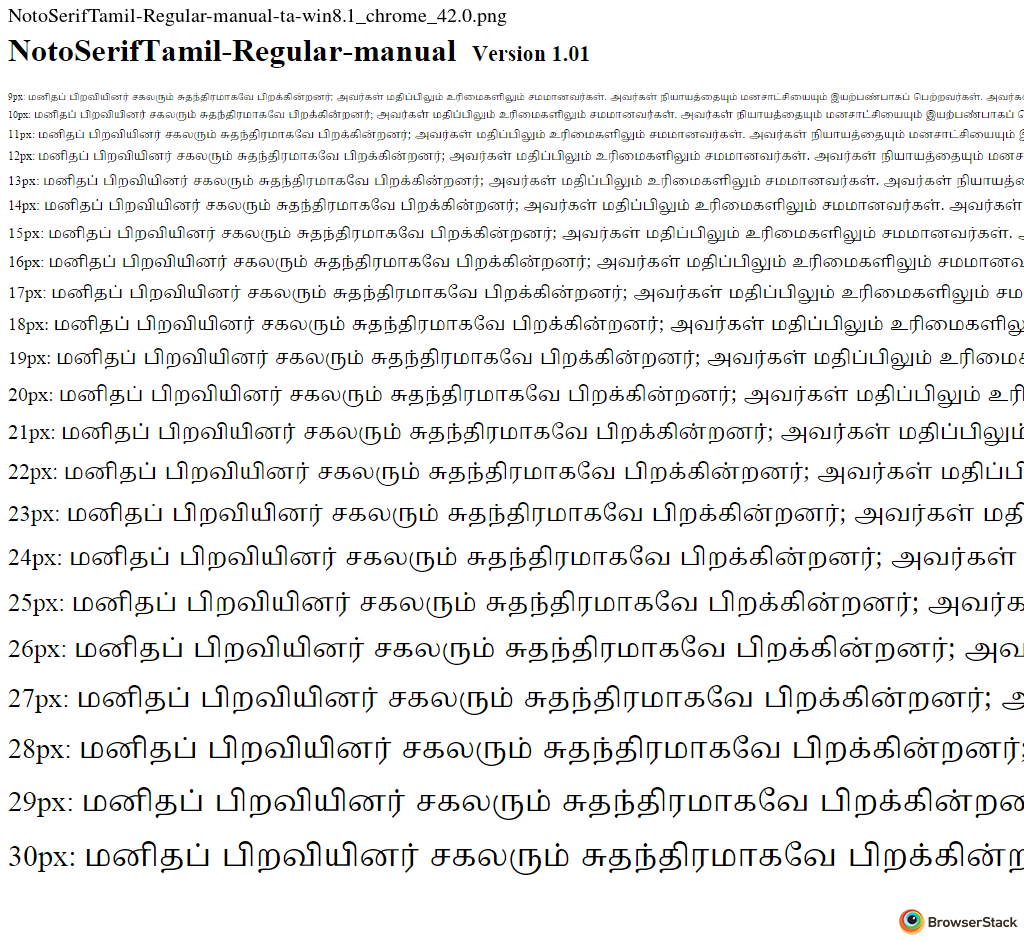 NotoSerifTamil-Regular-manual-ta-win8.1_chrome_42.0.png
NotoSerifTamil-Regular-manual Version 1.01
9px: மனிதப் பிறவியினர் சகலரும் சுதந்திரமாகவே பிறக்கின்றனர்; அவர்கள் மதிப்பிலும் உரிமைகளிலும் சமமானவர்கள். அவர்கள் நியாயத்தையும் மனசாட்சியையும் இயற்பண்பாகப் பெற்றவர்கள்.
10px: மனிதப் பிறவியினர் சகலரும் சுதந்திரமாகவே பிறக்கின்றனர்; அவர்கள் மதிப்பிலும் உரிமைகளிலும் சமமானவர்கள். அவர்கள் நியாயத்தையும் மனசாட்சியையும் இயற்பண்பாகப்
11px: மனிதப் பிறவியினர் சகலரும் சுதந்திரமாகவே பிறக்கின்றனர்; அவர்கள் மதிப்பிலும் உரிமைகளிலும் சமமானவர்கள். அவர்கள் நியாயத்தையும் மனசாட்சியையும்
12px: மனிதப் பிறவியினர் சகலரும் சுதந்திரமாகவே பிறக்கின்றனர்; அவர்கள் மதிப்பிலும் உரிமைகளிலும் சமமானவர்கள். அவர்கள் நியாயத்தையும் மனச
13px: மனிதப் பிறவியினர் சகலரும் சுதந்திரமாகவே பிறக்கின்றனர்; அவர்கள் மதிப்பிலும் உரிமைகளிலும் சமமானவர்கள். அவர்கள் நியாயத்
14px: மனிதப் பிறவியினர் சகலரும் சுதந்திரமாகவே பிறக்கின்றனர்; அவர்கள் மதிப்பிலும் உரிமைகளிலும் சமமானவர்கள். அவர்கள்
15px: மனிதப் பிறவியினர் சகலரும் சுதந்திரமாகவே பிறக்கின்றனர்; அவர்கள் மதிப்பிலும் உரிமைகளிலும் சமமானவர்கள்.
16px: மனிதப் பிறவியினர் சகலரும் சுதந்திரமாகவே பிறக்கின்றனர்; அவர்கள் மதிப்பிலும் உரிமைகளிலும் சமமானவ
17px: மனிதப் பிறவியினர் சகலரும் சுதந்திரமாகவே பிறக்கின்றனர்; அவர்கள் மதிப்பிலும் உரிமைகளிலும் சம
18px: மனிதப் பிறவியினர் சகலரும் சுதந்திரமாகவே பிறக்கின்றனர்; அவர்கள் மதிப்பிலும் உரிமைகளிலு
19px: மனிதப் பிறவியினர் சகலரும் சுதந்திரமாகவே பிறக்கின்றனர்; அவர்கள் மதிப்பிலும் உரிமைக
20px: மனிதப் பிறவியினர் சகலரும் சுதந்திரமாகவே பிறக்கின்றனர்; அவர்கள் மதிப்பிலும் உரி
21px: மனிதப் பிறவியினர் சகலரும் சுதந்திரமாகவே பிறக்கின்றனர்; அவர்கள் மதிப்பிலும்
22px: மனிதப் பிறவியினர் சகலரும் சுதந்திரமாகவே பிறக்கின்றனர்; அவர்கள் மதிப்பி
23px: மனிதப் பிறவியினர் சகலரும் சுதந்திரமாகவே பிறக்கின்றனர்; அவர்கள் மதி
24px: மனிதப் பிறவியினர் சகலரும் சுதந்திரமாகவே பிறக்கின்றனர்; அவர்கள்
25px: மனிதப் பிறவியினர் சகலரும் சுதந்திரமாகவே பிறக்கின்றனர்; அவர்க
26px: மனிதப் பிறவியினர் சகலரும் சுதந்திரமாகவே பிறக்கின்றனர்; அவ
27px: மனிதப் பிறவியினர் சகலரும் சுதந்திரமாகவே பிறக்கின்றனர்;
28px: மனிதப் பிறவியினர் சகலரும் சுதந்திரமாகவே பிறக்கின்றனர்;
29px: மனிதப் பிறவியினர் சகலரும் சுதந்திரமாகவே பிறக்கின்றன
30px: மனிதப் பிறவியினர் சகலரும் சுதந்திரமாகவே பிறக்கின்ற
BrowserStack